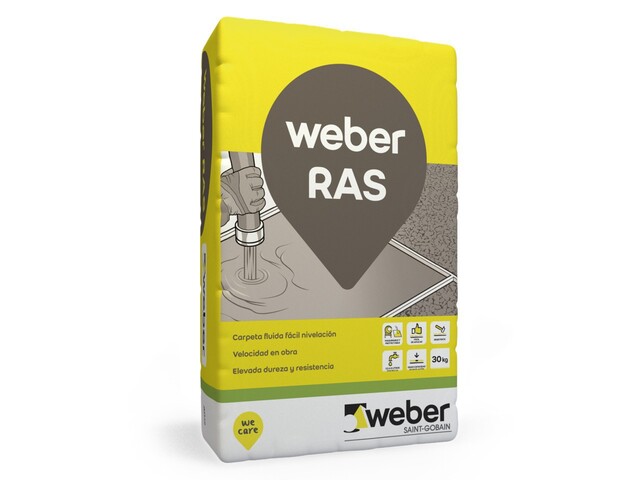 weber
RAS
Carpeta fluida fácil nivelación
Velocidad en obra
Elevada dureza y resistencia
30 kg
we
care
weber
SAINT-GOBAIN
weber